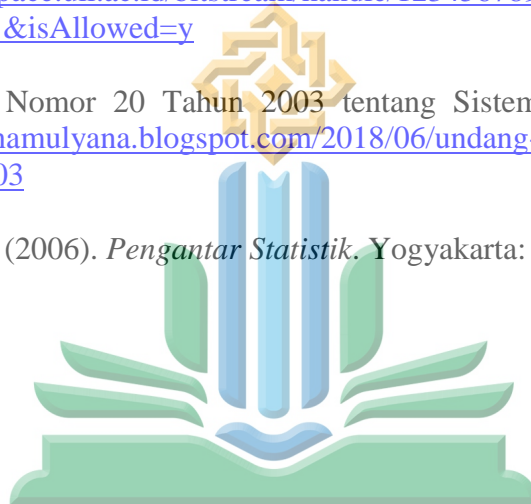 &isAllowed=y
Nomor 20 Tahun 2003 tentang Sistem
namulyana.blogspot.com/2018/06/undang-
03
(2006). Pengantar Statistik. Yogyakarta: